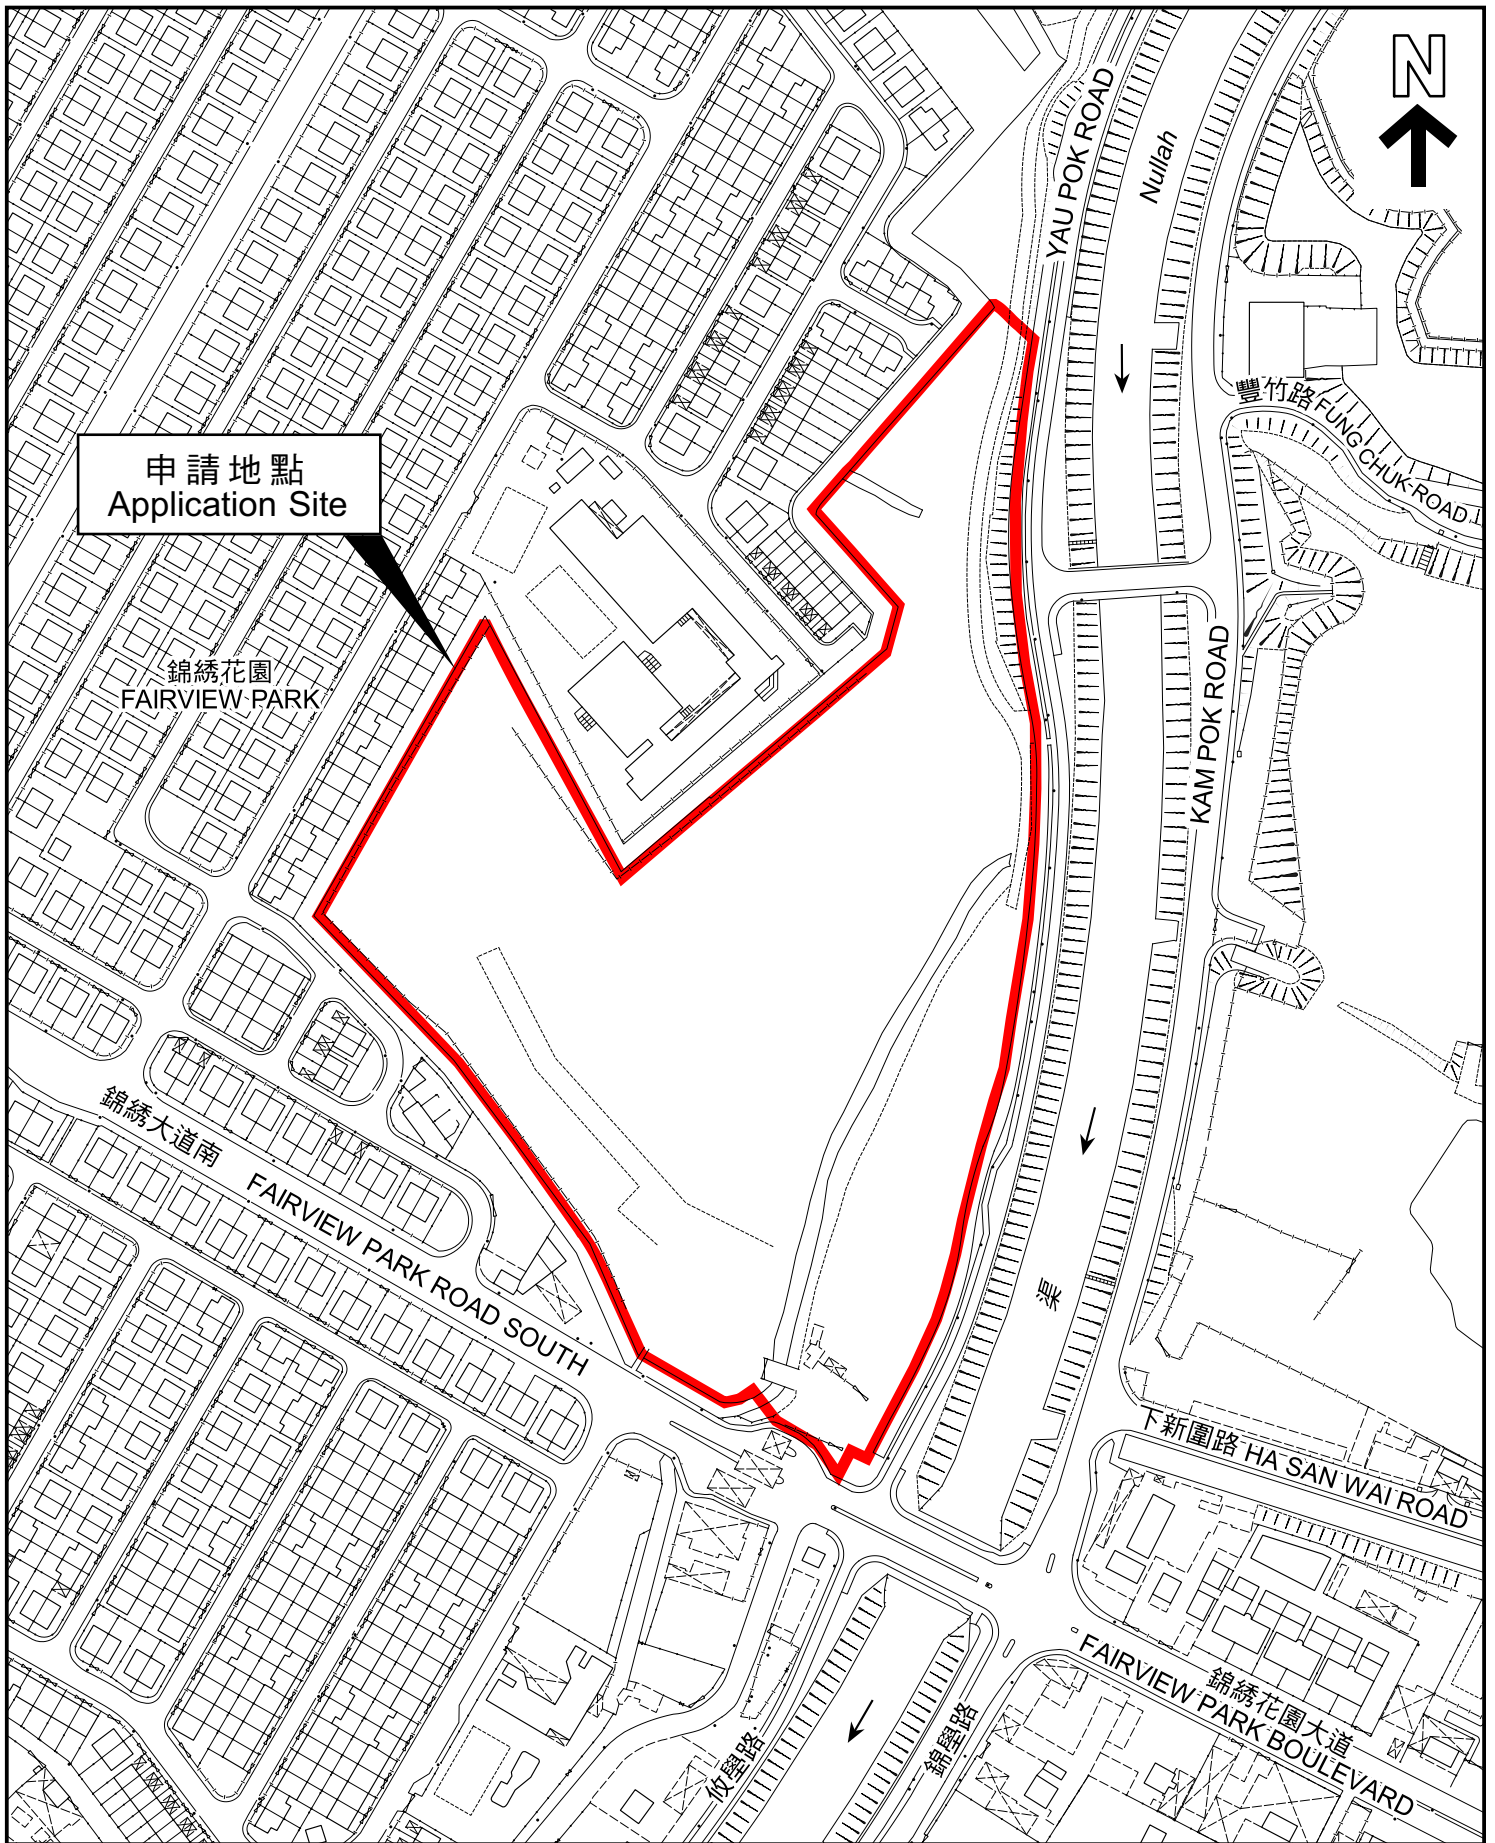 N
YAU POK ROAD
Nullah
豐竹路 FUNG CHUK ROAD
申請地點
Application Site
錦綉花園
FAIRVIEW PARK
KAM POK ROAD
錦綉大道南
FAIRVIEW PARK ROAD SOUTH
渠
下新圍路 HA SAN WAI ROAD
錦綉花園大道
FAIRVIEW PARK BOULEVARD
攸壆路
錦壆路